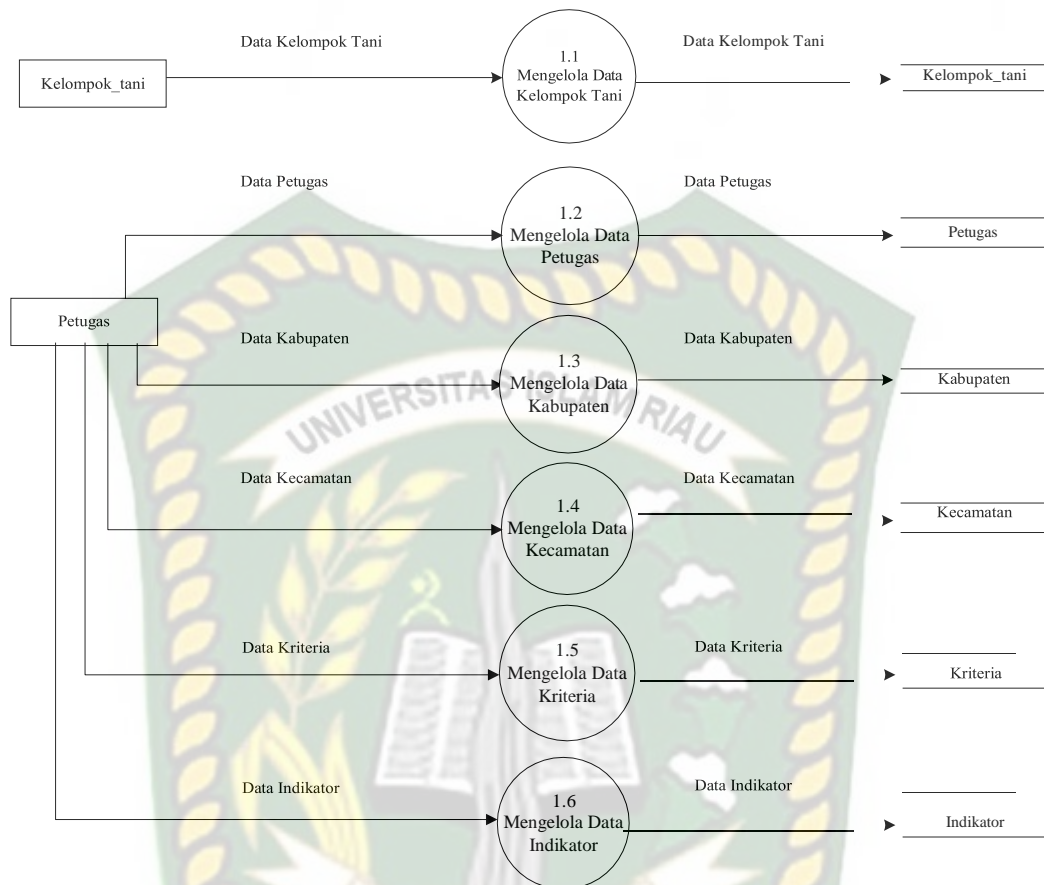 Data Kelompok Tani
Data Kelompok Tani
Kelompok_tani
1.1
Mengelola Data
Kelompok Tani
Kelompok_tani
Data Petugas
Data Petugas
1.2
Mengelola Data
Petugas
Petugas
Petugas
Data Kabupaten
Data Kabupaten
1.3
Mengelola Data
Kabupaten
Kabupaten
UNIVERSITAS ISLAM RIAU
Data Kecamatan
Data Kecamatan
1.4
Mengelola Data
Kecamatan
Kecamatan
Data Kriteria
Data Kriteria
1.5
Mengelola Data
Kriteria
Kriteria
Data Indikator
Data Indikator
1.6
Mengelola Data
Indikator
Indikator